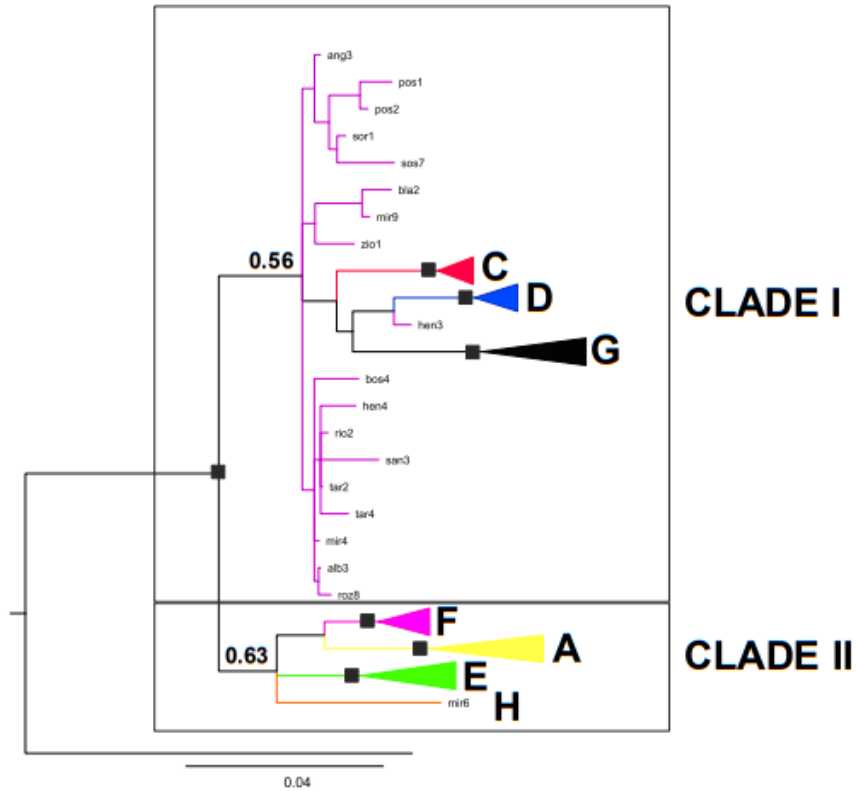 ang3
pos1
pos2
sor1
sos7
bla2
mir9
zio1
0.56
C
D
hen3
G
CLADE I
bos4
hen4
rio2
san3
tar2
tar4
mir4
alb3
roz8
F
A
0.63
E
CLADE II
mir6
H
0.04